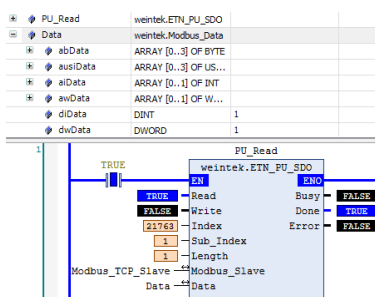 PU_Read weintek.ETN_PU_SDO
Data weintek.Modbus_Data
abData ARRAY [0..3] OF BYTE
ausiData ARRAY [0..3] OF US...
aiData ARRAY [0..1] OF INT
awData ARRAY [0..1] OF W...
diData DINT 1
dwData DWORD 1
1
PU_Read
TRUE weintek.ETN_PU_SDO
EN ENO
TRUE Read Busy FALSE
FALSE Write Done TRUE
21763 Index Error FALSE
1 Sub_Index
1 Length
Modbus_TCP_Slave Modbus_Slave
Data Data